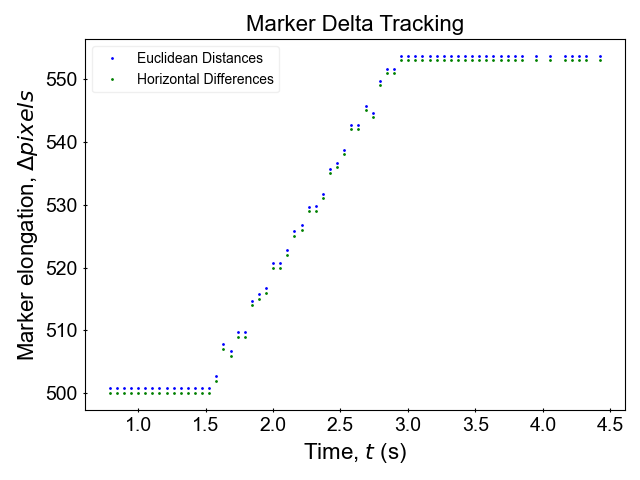 Marker Delta Tracking
Euclidean Distances
Horizontal Differences
Marker elongation, Δpixels
550
540
530
520
510
500
1.0 1.5 2.0 2.5 3.0 3.5 4.0 4.5
Time, t (s)